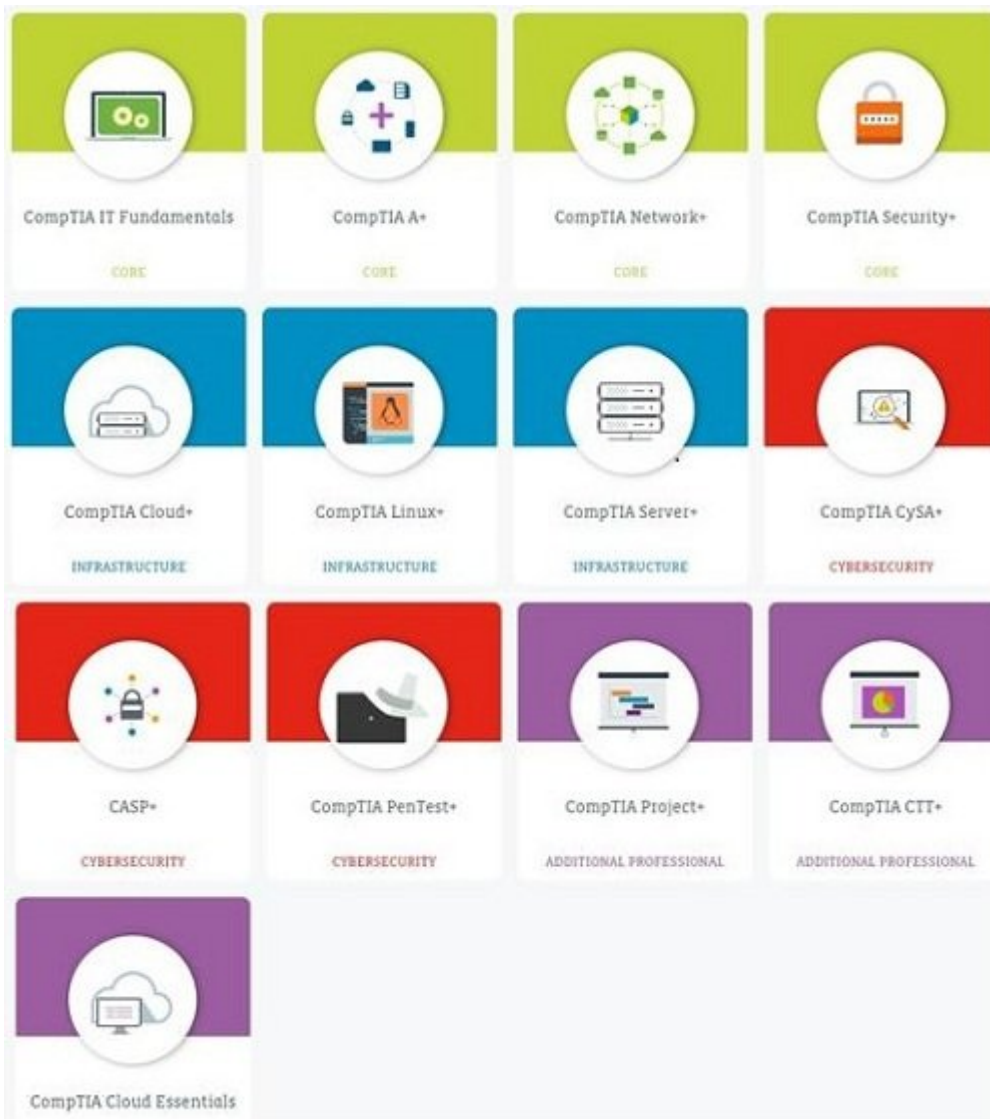 CompTIA IT Fundamentals
CORE
CompTIA A+
CORE
CompTIA Network+
CORE
CompTIA Security+
CORE
CompTIA Cloud+
INFRASTRUCTURE
CompTIA Linux+
INFRASTRUCTURE
CompTIA Server+
INFRASTRUCTURE
CompTIA CySA+
CYBERSECURITY
CASP+
CYBERSECURITY
CompTIA PenTest+
CYBERSECURITY
CompTIA Project+
ADDITIONAL PROFESSIONAL
CompTIA CTT+
ADDITIONAL PROFESSIONAL
CompTIA Cloud Essentials